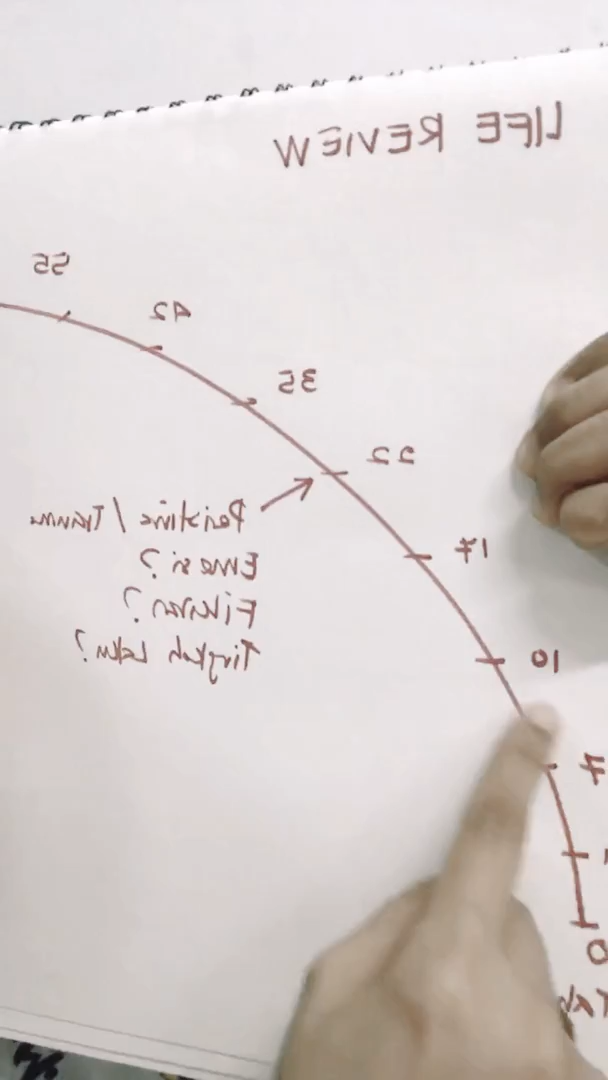 LIFE REVIEW
55
42
35
22
Peristiwa / Trauma
Emosi?
Fikiran?
Tingkah Laku?
17
10
7
0